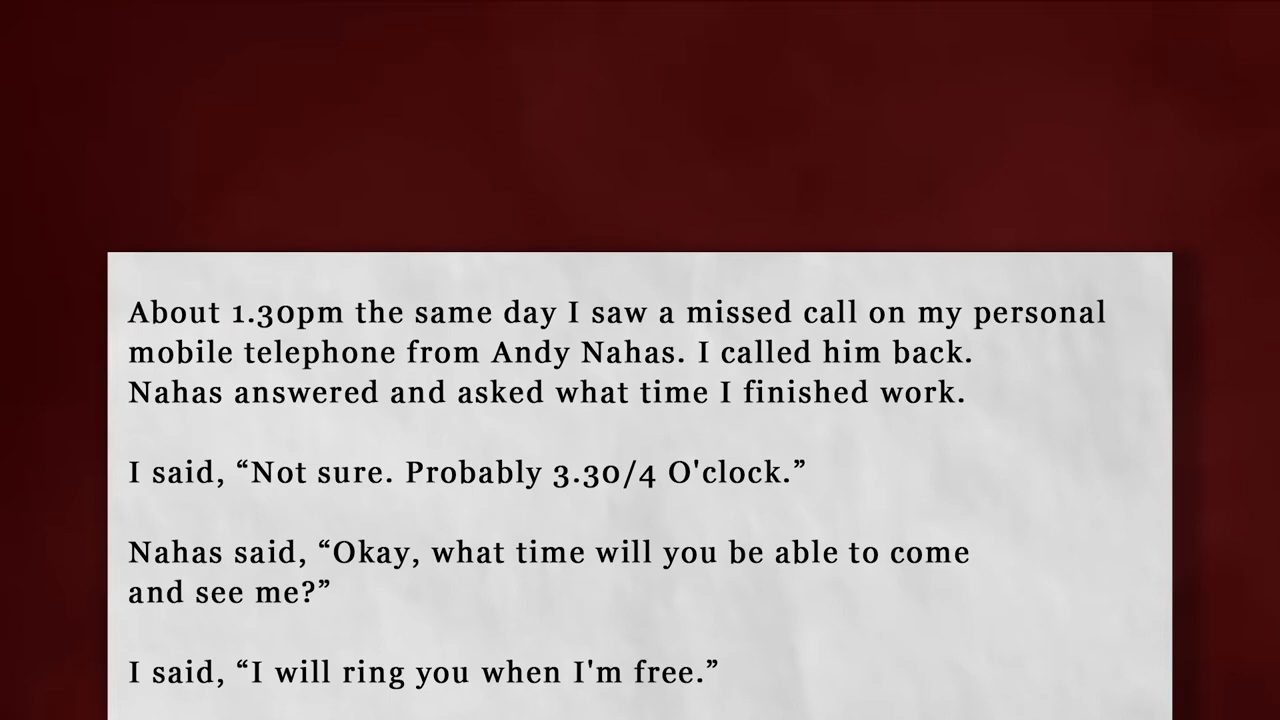 About 1.30pm the same day I saw a missed call on my personal
mobile telephone from Andy Nahas. I called him back.
Nahas answered and asked what time I finished work.
I said, “Not sure. Probably 3.30/4 O'clock.”
Nahas said, “Okay, what time will you be able to come
and see me?”
I said, “I will ring you when I'm free.”